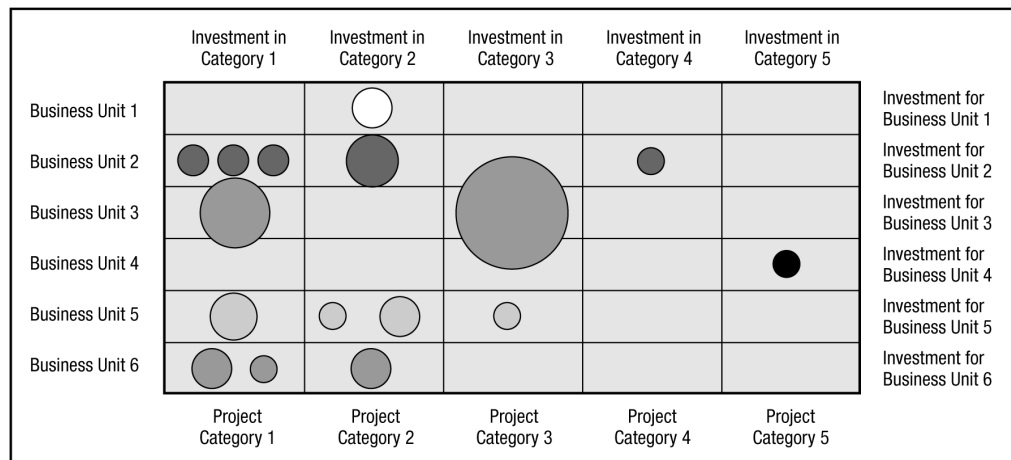 Investment in
Category 1
Investment in
Category 2
Investment in
Category 3
Investment in
Category 4
Investment in
Category 5
Business Unit 1
Investment for
Business Unit 1
Business Unit 2
Investment for
Business Unit 2
Business Unit 3
Investment for
Business Unit 3
Business Unit 4
Investment for
Business Unit 4
Business Unit 5
Investment for
Business Unit 5
Business Unit 6
Investment for
Business Unit 6
Project
Category 1
Project
Category 2
Project
Category 3
Project
Category 4
Project
Category 5